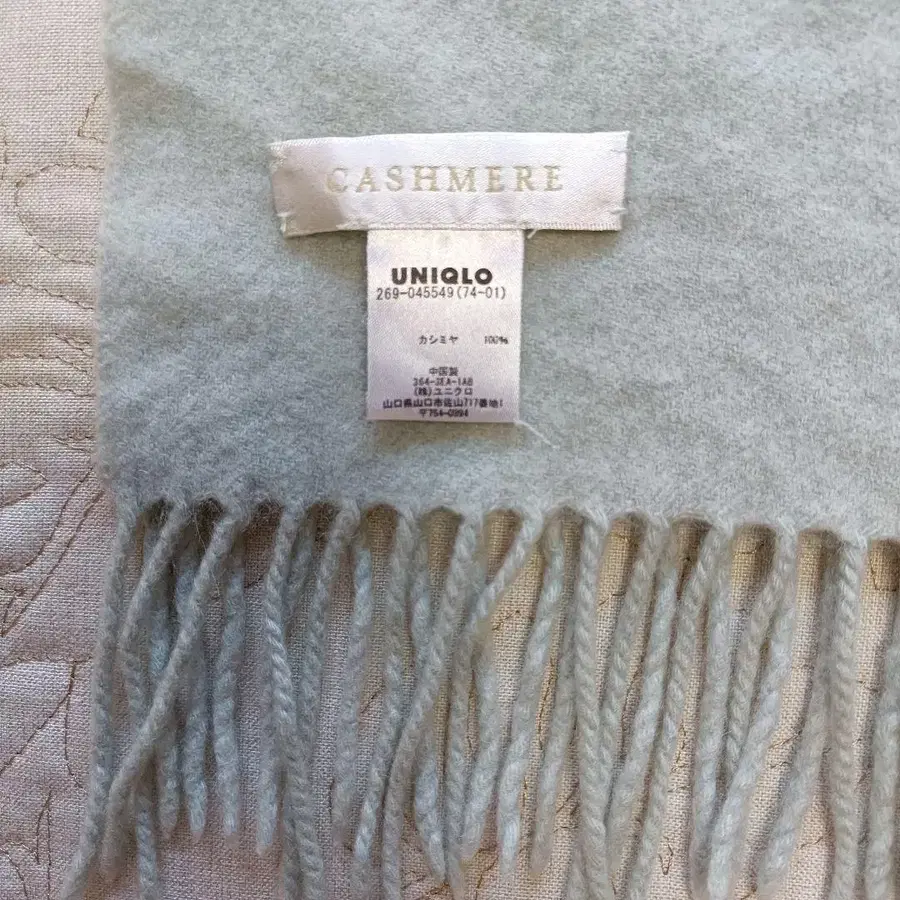 CASHMERE
UNIQLO
269-045549(74-01)
カシミヤ 100%
中国製
364-3EA-1AB
(株)ユニクロ
山口県山口市佐山717番地1
〒754-0894